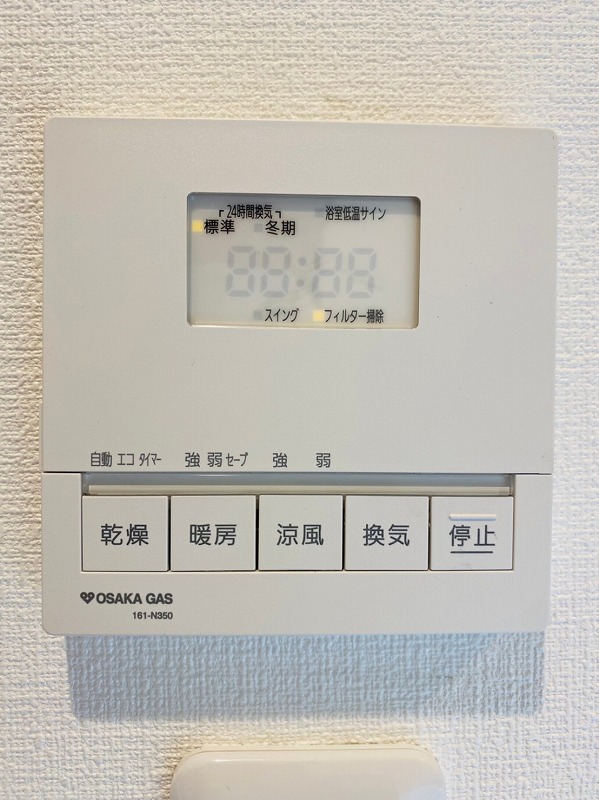 「24時間換気」 浴室低温サイン
標準 冬期
88:88
スイング フィルター掃除
自動 エコ タイマー 強 弱 セーブ 強 弱
乾燥 暖房 涼風 換気 停止
OSAKA GAS
161-N350